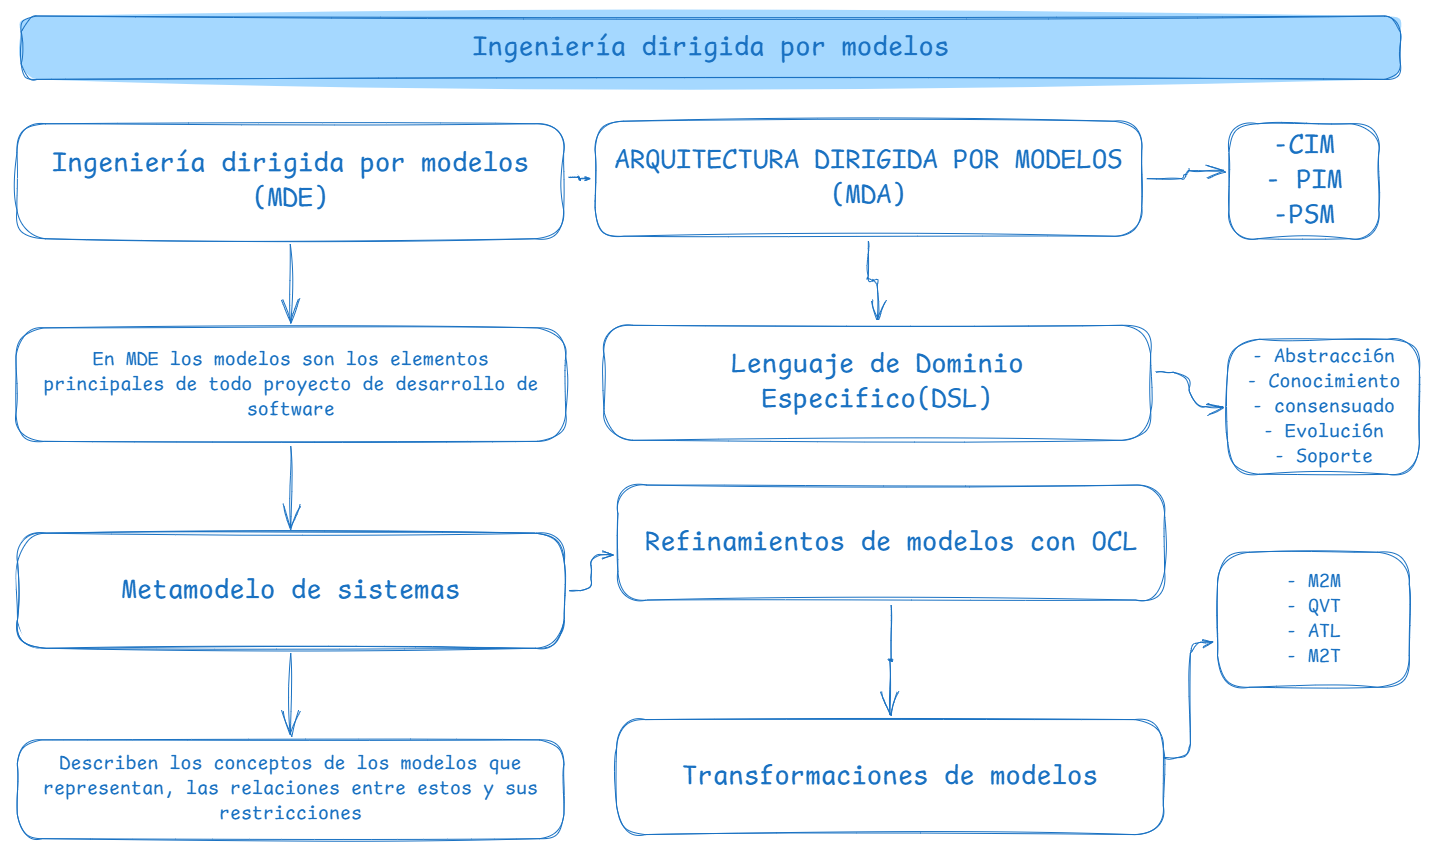 Ingeniería dirigida por modelos
Ingeniería dirigida por modelos
(MDE)
ARQUITECTURA DIRIGIDA POR MODELOS
(MDA)
-CIM
- PIM
-PSM
En MDE los modelos son los elementos
principales de todo proyecto de desarrollo de
software
Lenguaje de Dominio
Especifico(DSL)
- Abstracci6n
- Conocimiento
- consensuado
- Evoluci6n
- Soporte
Metamodelo de sistemas
Refinamientos de modelos con OCL
- M2M
- QVT
- ATL
- M2T
Describen los conceptos de los modelos que
representan, las relaciones entre estos y sus
restricciones
Transformaciones de modelos